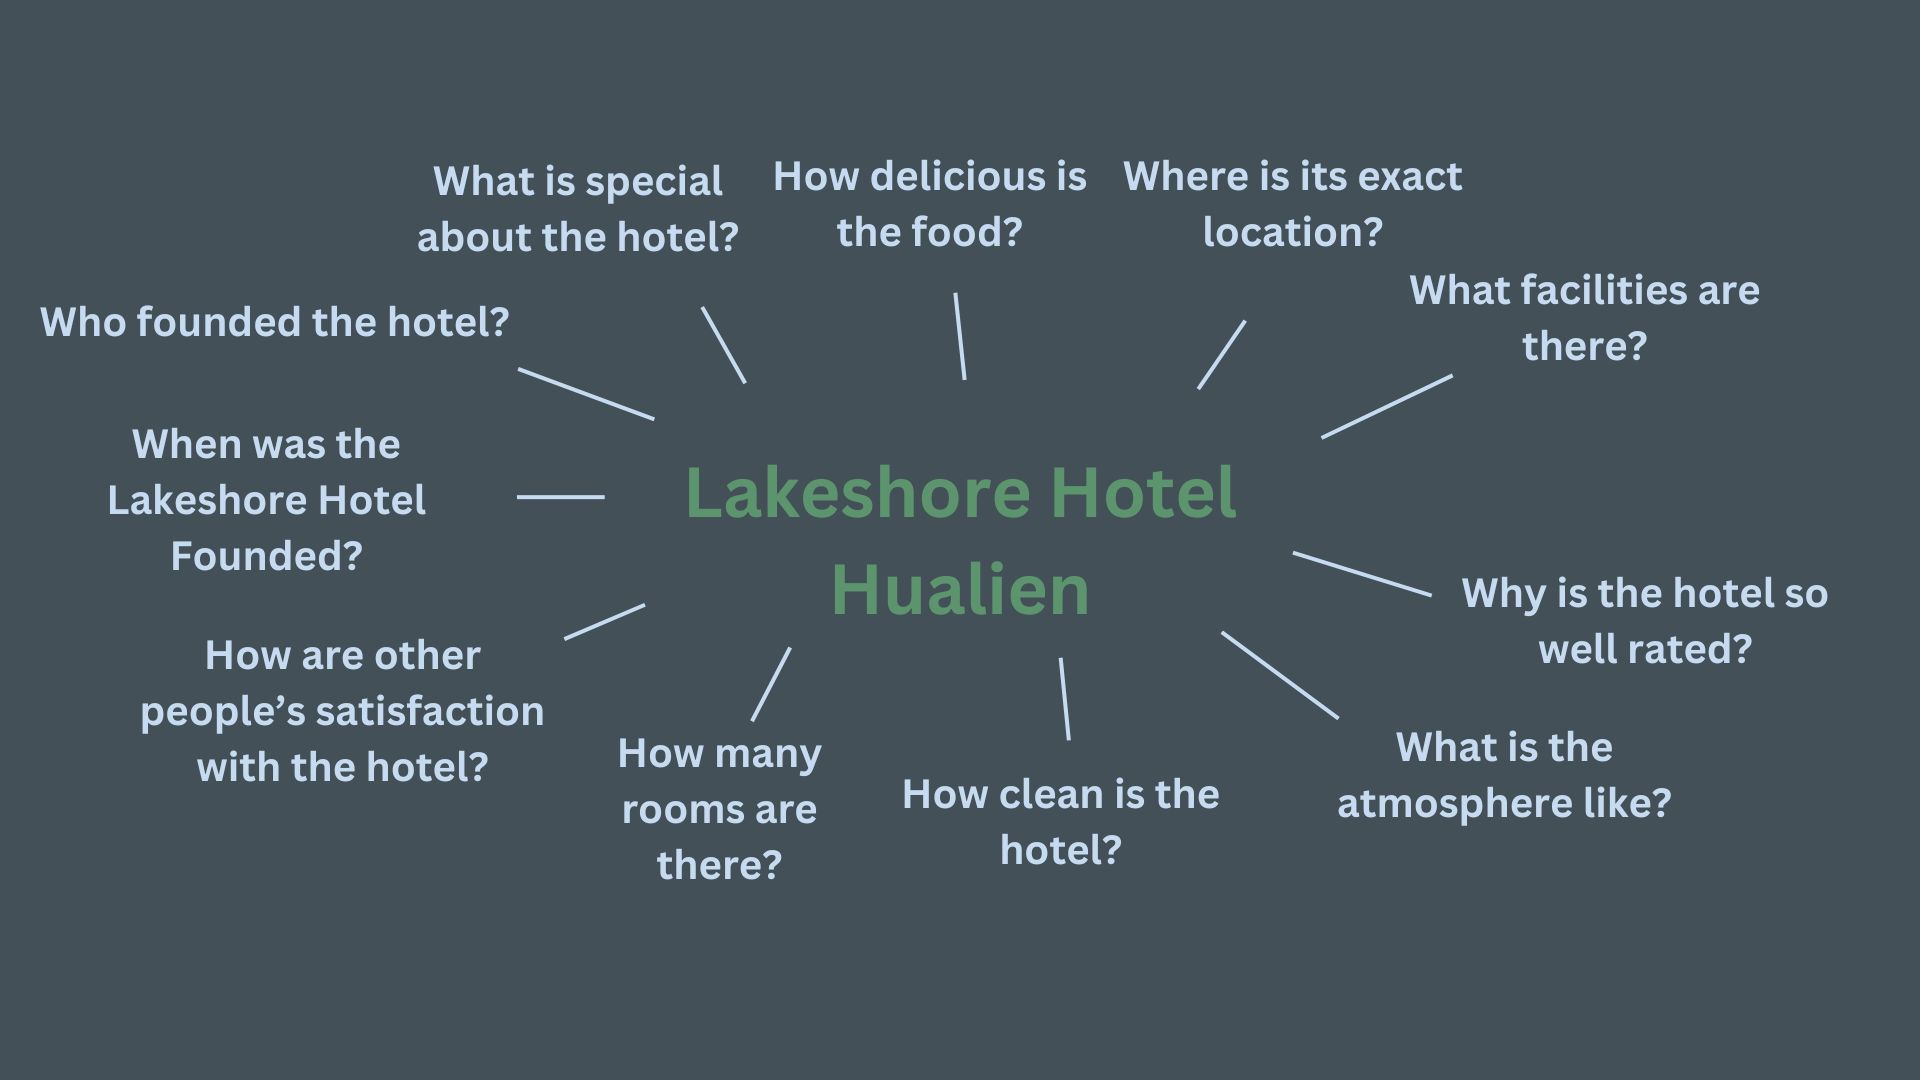 What is special
about the hotel?
How delicious is
the food?
Where is its exact
location?
What facilities are
there?
Who founded the hotel?
When was the
Lakeshore Hotel
Founded?
Lakeshore Hotel
Hualien
Why is the hotel so
well rated?
How are other
people’s satisfaction
with the hotel?
How many
rooms are
there?
How clean is the
hotel?
What is the
atmosphere like?